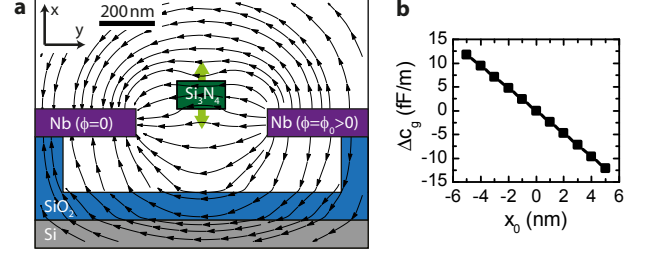 a
x
y
200 nm
Si₃N₄
Nb (ϕ=0)
Nb (ϕ=ϕ₀>0)
SiO₂
Si
b
Δc_g (fF/m)
15
10
5
0
-5
-10
-15
-6 -4 -2 0 2 4 6
x₀ (nm)